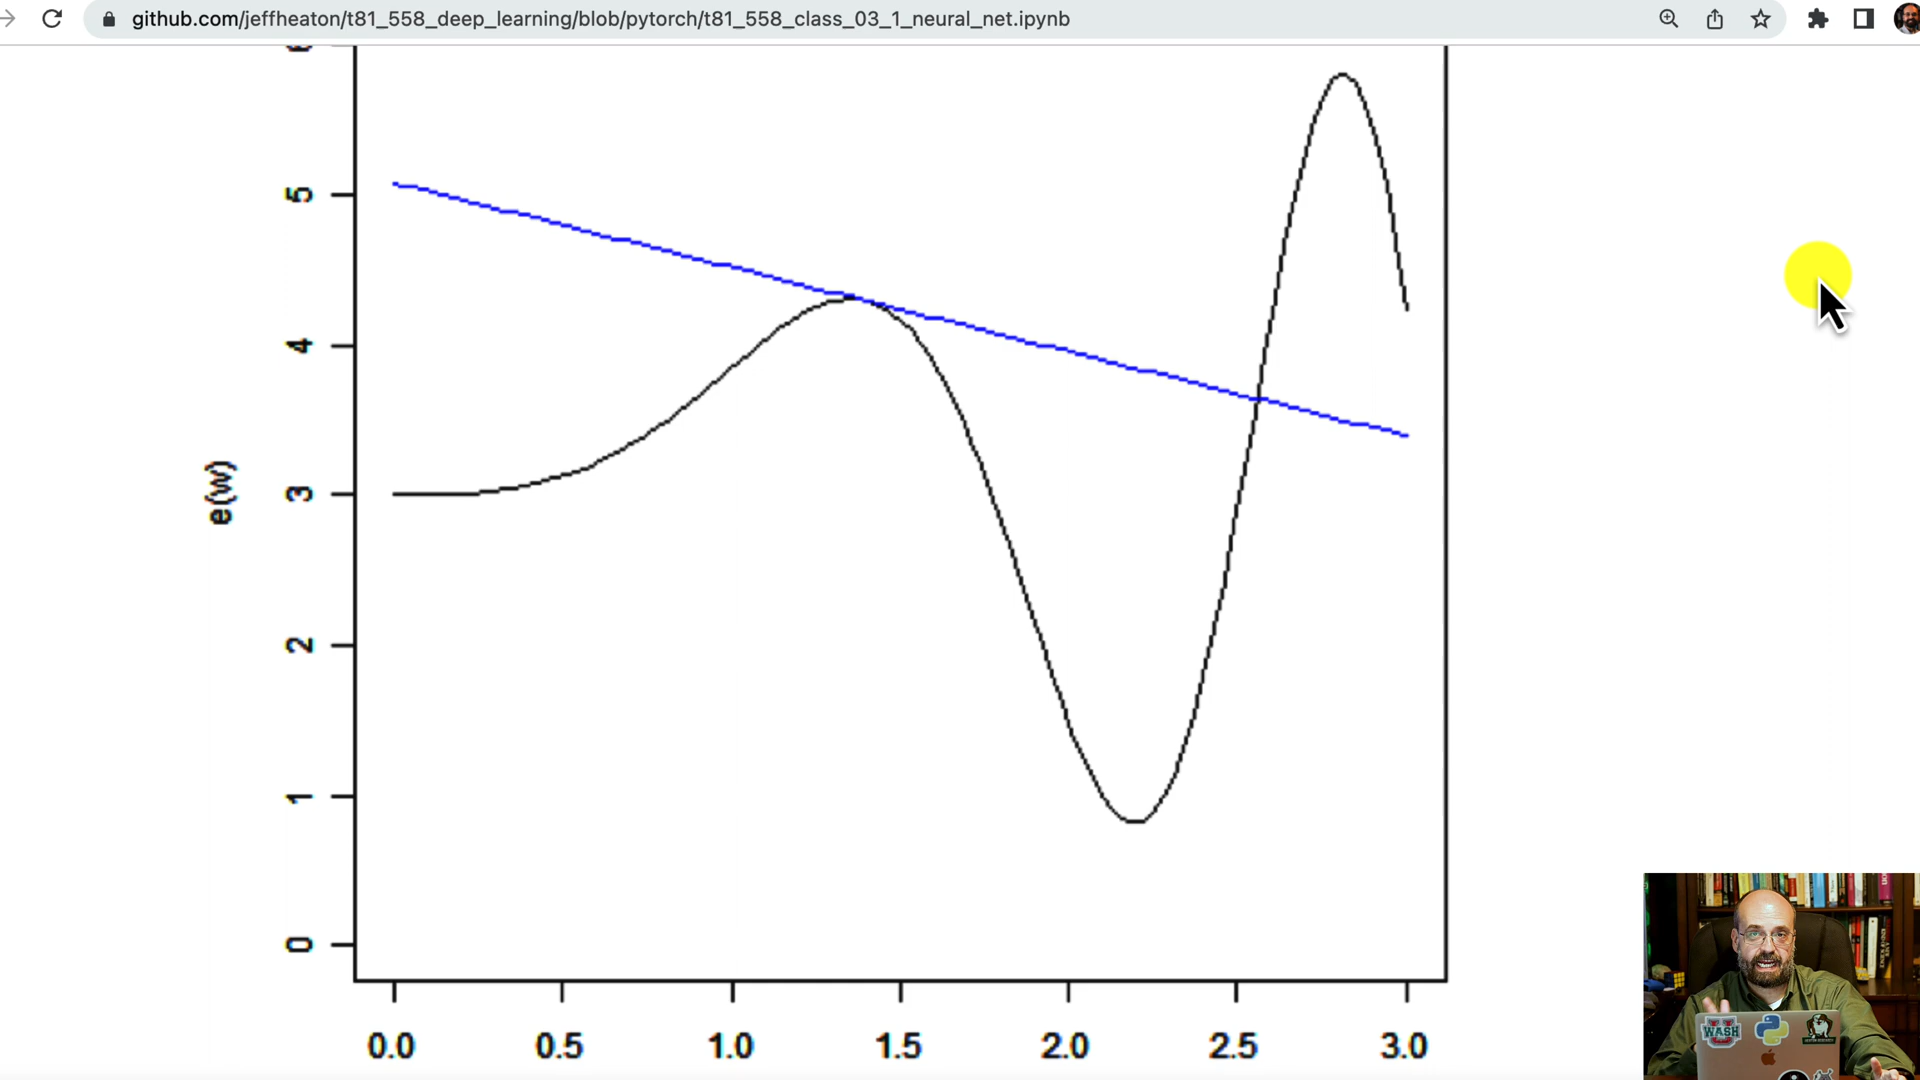 github.com/jeffheaton/t81_558_deep_learning/blob/pytorch/t81_558_class_03_1_neural_net.ipynb
5
4
e(w)
3
2
1
0
0.0 0.5 1.0 1.5 2.0 2.5 3.0
WASH